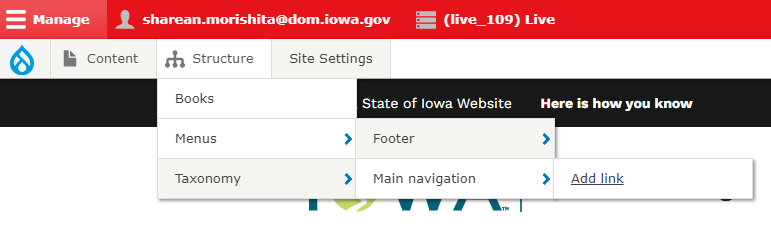 Manage sharean.morishita@dom.iowa.gov (live_109) Live
Content Structure Site Settings
Books
State of Iowa Website Here is how you know
Menus Footer
Taxonomy Main navigation Add link